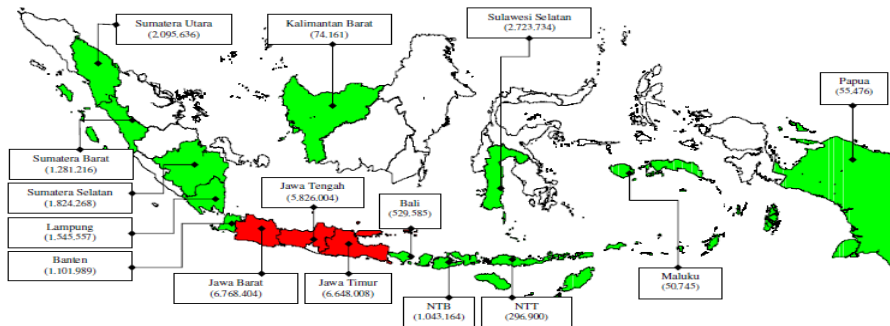 Sumatera Utara
(2.095.636)
Kalimantan Barat
(74.161)
Sulawesi Selatan
(2.723.734)
Papua
(55.476)
Sumatera Barat
(1.281.216)
Sumatera Selatan
(1.824.268)
Jawa Tengah
(5.826.004)
Bali
(529.585)
Lampung
(1.545.557)
Banten
(1.101.989)
Jawa Barat
(6.768.404)
Jawa Timur
(6.648.008)
NTB
(1.043.164)
NTT
(296.900)
Maluku
(50.745)